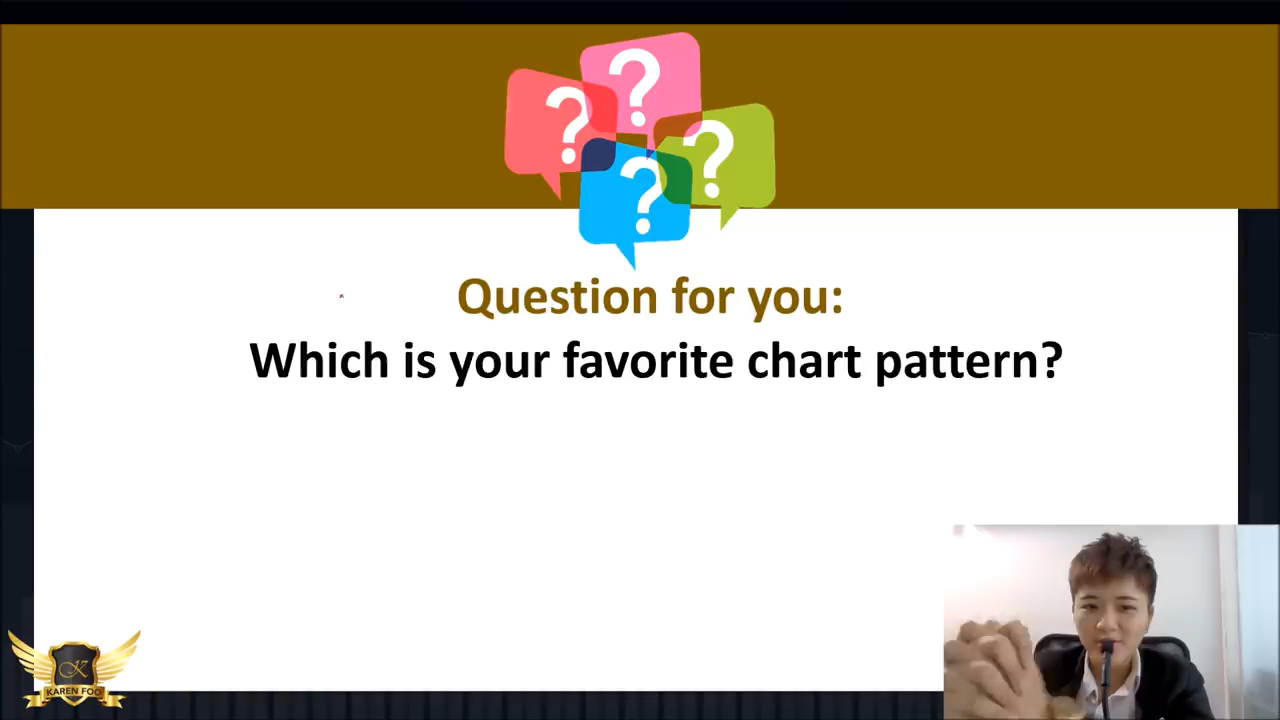 ? ? ? ?
Question for you:
Which is your favorite chart pattern?
K
KAREN FOO